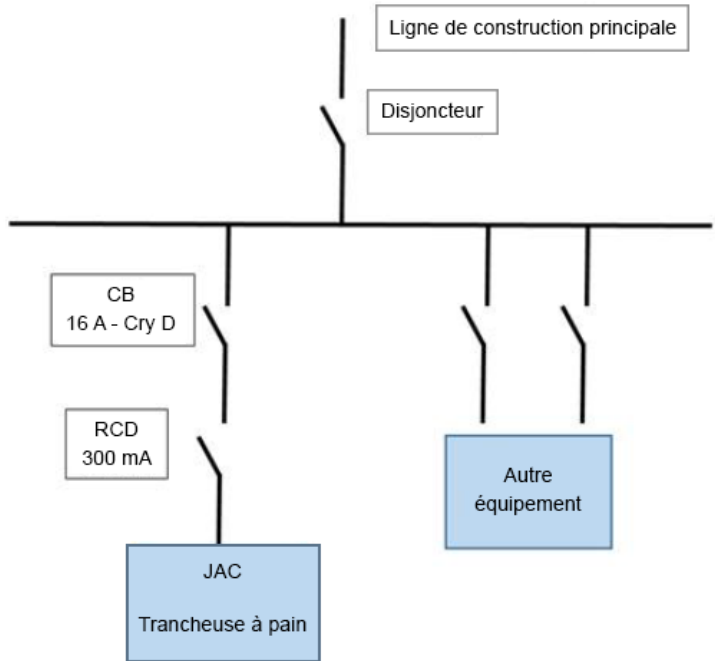 Ligne de construction principale
Disjoncteur
CB
16 A - Cry D
RCD
300 mA
Autre
équipement
JAC
Trancheuse à pain